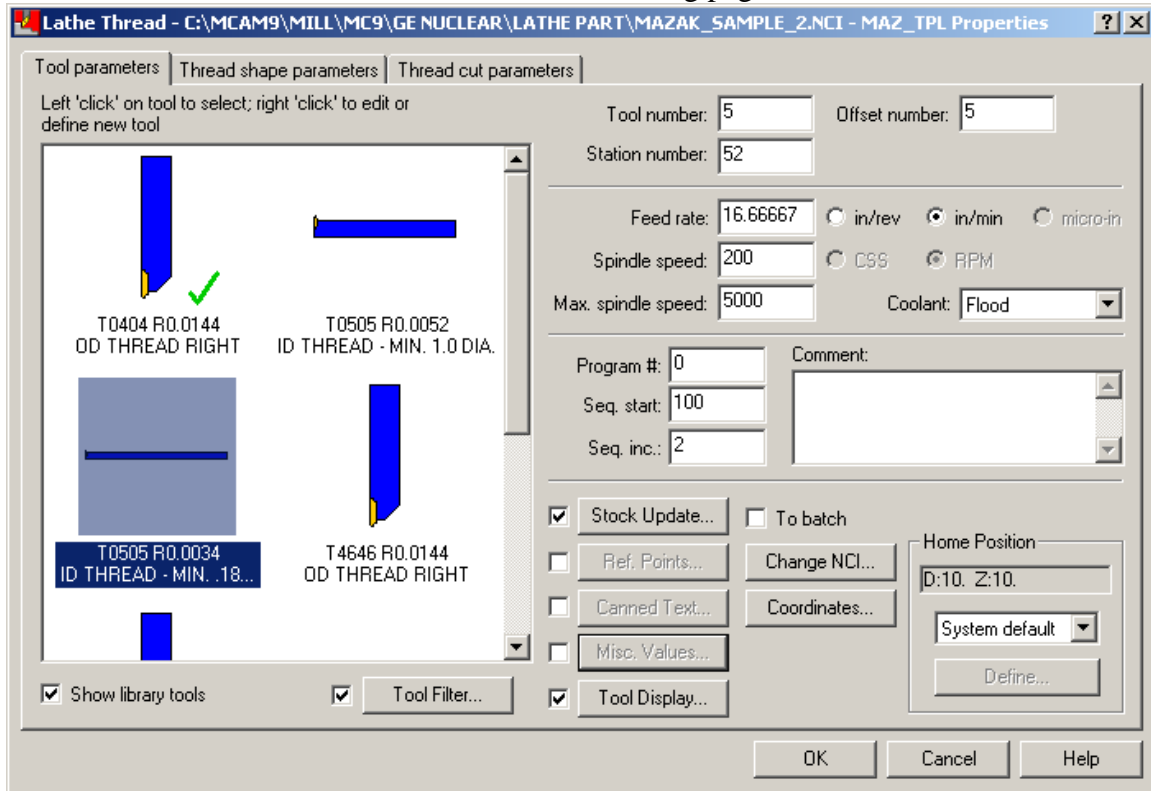 Lathe Thread - C:\MCAM9\MILL\MC9\GE NUCLEAR\LATHE PART\MAZAK_SAMPLE_2.NCI - MAZ_TPL Properties
Tool parameters Thread shape parameters Thread cut parameters
Left 'click' on tool to select; right 'click' to edit or
define new tool
T0404 R0.0144
OD THREAD RIGHT
T0505 R0.0052
ID THREAD - MIN. 1.0 DIA.
T0505 R0.0034
ID THREAD - MIN. .18...
T4646 R0.0144
OD THREAD RIGHT
Show library tools
Tool Filter...
Tool number: 5 Offset number: 5
Station number: 52
Feed rate: 16.66667 in/rev in/min micro-in
Spindle speed: 200 CSS RPM
Max. spindle speed: 5000 Coolant: Flood
Program #: 0 Comment:
Seq. start: 100
Seq. inc.: 2
Stock Update... To batch
Ref. Points... Change NCI...
Canned Text... Coordinates...
Misc. Values...
Tool Display...
Home Position
D:10. Z:10.
System default
Define...
OK Cancel Help